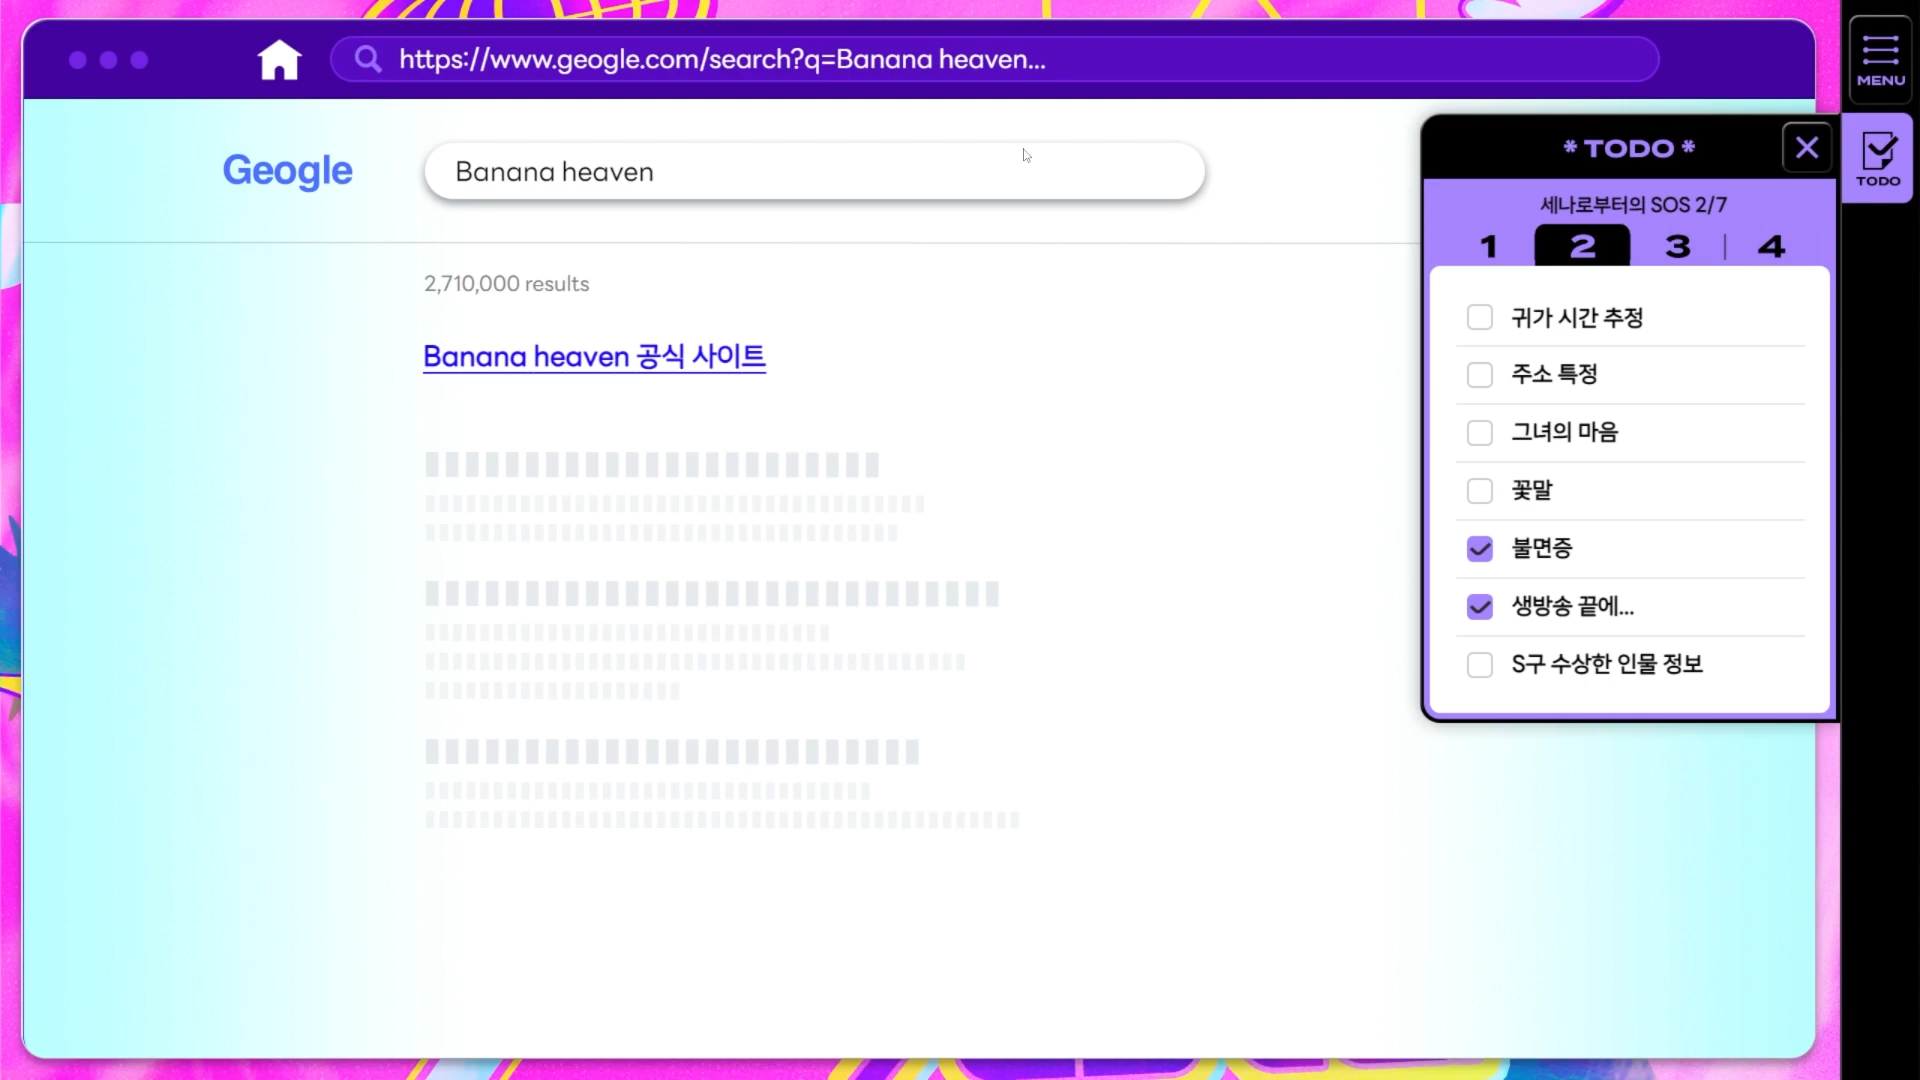 https://www.geogle.com/search?q=Banana heaven...
MENU
Geogle
Banana heaven
* TODO *
TODO
세나로부터의 SOS 2/7
1 2 3 | 4
2,710,000 results
Banana heaven 공식 사이트
귀가 시간 추정
주소 특정
그녀의 마음
꽃말
불면증
생방송 끝에...
S구 수상한 인물 정보